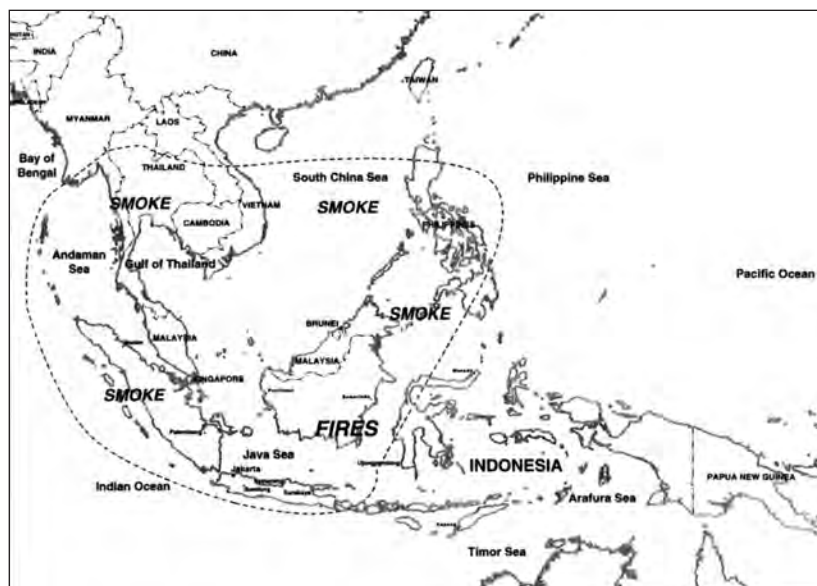 CHINA
INDIA
TAIWAN
MYANMAR
LAOS
Bay of
Bengal
THAILAND
South China Sea
Philippine Sea
SMOKE
VIETNAM
SMOKE
CAMBODIA
PHILIPPINES
Andaman
Sea
Gulf of Thailand
Pacific Ocean
SMOKE
BRUNEI
MALAYSIA
MALAYSIA
SINGAPORE
SMOKE
FIRES
Java Sea
INDONESIA
Jakarta
Surabaya
PAPUA NEW GUINEA
Indian Ocean
Arafura Sea
Timor Sea